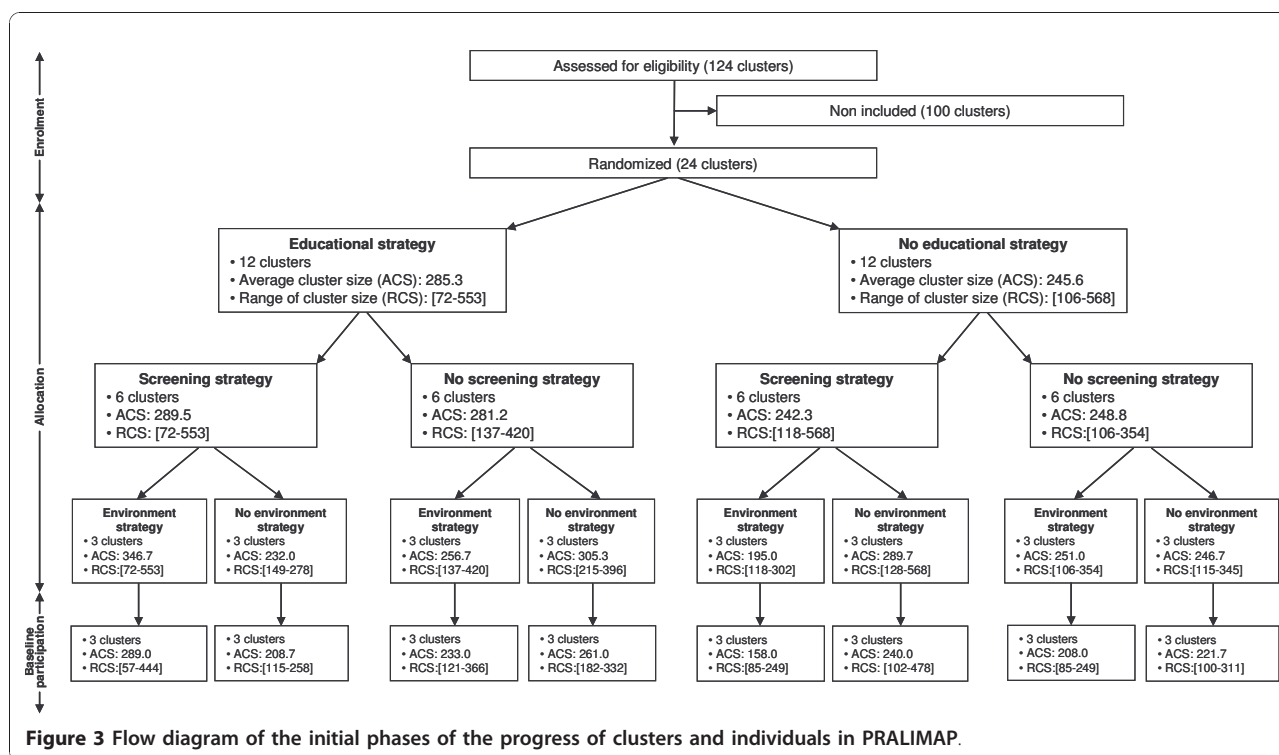 Enrolment
Assessed for eligibility (124 clusters)
Non included (100 clusters)
Randomized (24 clusters)
Allocation
Educational strategy
• 12 clusters
• Average cluster size (ACS): 285.3
• Range of cluster size (RCS): [72-553]
No educational strategy
• 12 clusters
• Average cluster size (ACS): 245.6
• Range of cluster size (RCS): [106-568]
Screening strategy
• 6 clusters
• ACS: 289.5
• RCS: [72-553]
No screening strategy
• 6 clusters
• ACS: 281.2
• RCS: [137-420]
Screening strategy
• 6 clusters
• ACS: 242.3
• RCS:[118-568]
No screening strategy
• 6 clusters
• ACS: 248.8
• RCS:[106-354]
Environment
strategy
• 3 clusters
• ACS: 346.7
• RCS:[72-553]
No environment
strategy
• 3 clusters
• ACS: 232.0
• RCS:[149-278]
Environment
strategy
• 3 clusters
• ACS: 256.7
• RCS:[137-420]
No environment
strategy
• 3 clusters
• ACS: 305.3
• RCS:[215-396]
Environment
strategy
• 3 clusters
• ACS: 195.0
• RCS:[118-302]
No environment
strategy
• 3 clusters
• ACS: 289.7
• RCS: [128-568]
Environment
strategy
• 3 clusters
• ACS: 251.0
• RCS:[106-354]
No environment
strategy
• 3 clusters
• ACS: 246.7
• RCS:[115-345]
Baseline
participation
• 3 clusters
• ACS: 289.0
• RCS:[57-444]
• 3 clusters
• ACS: 208.7
• RCS:[115-258]
• 3 clusters
• ACS: 233.0
• RCS:[121-366]
• 3 clusters
• ACS: 261.0
• RCS:[182-332]
• 3 clusters
• ACS: 158.0
• RCS:[85-249]
• 3 clusters
• ACS: 240.0
• RCS: [102-478]
• 3 clusters
• ACS: 208.0
• RCS:[85-249]
• 3 clusters
• ACS: 221.7
• RCS:[100-311]
Figure 3 Flow diagram of the initial phases of the progress of clusters and individuals in PRALIMAP.